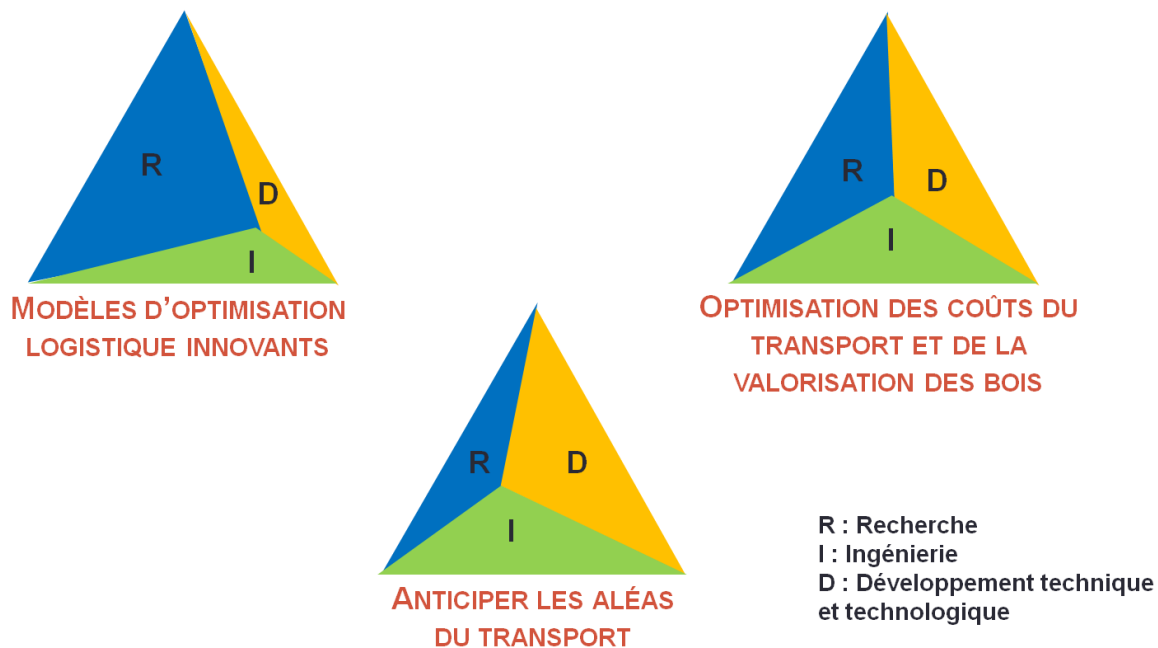 R
D
I
MODÈLES D'OPTIMISATION
LOGISTIQUE INNOVANTS
R
D
I
OPTIMISATION DES COÛTS DU
TRANSPORT ET DE LA
VALORISATION DES BOIS
R
D
I
ANTICIPER LES ALÉAS
DU TRANSPORT
R : Recherche
I : Ingénierie
D : Développement technique
et technologique